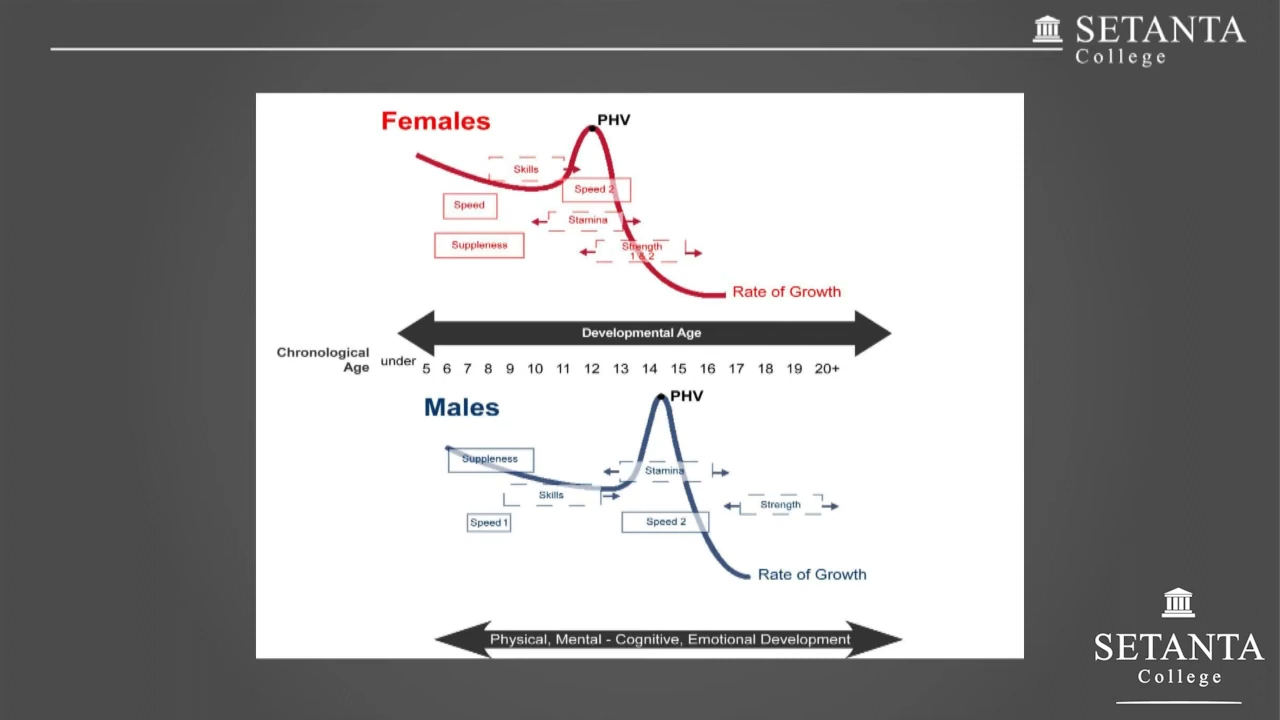 SETANTA
College
Females
PHV
Skills
Speed 2
Speed
Stamina
Suppleness
Strength
1 & 2
Rate of Growth
Developmental Age
Chronological
Age
under 5 6 7 8 9 10 11 12 13 14 15 16 17 18 19 20+
Males
PHV
Suppleness
Stamina
Skills
Strength
Speed 1
Speed 2
Rate of Growth
Physical, Mental - Cognitive, Emotional Development
SETANTA
College